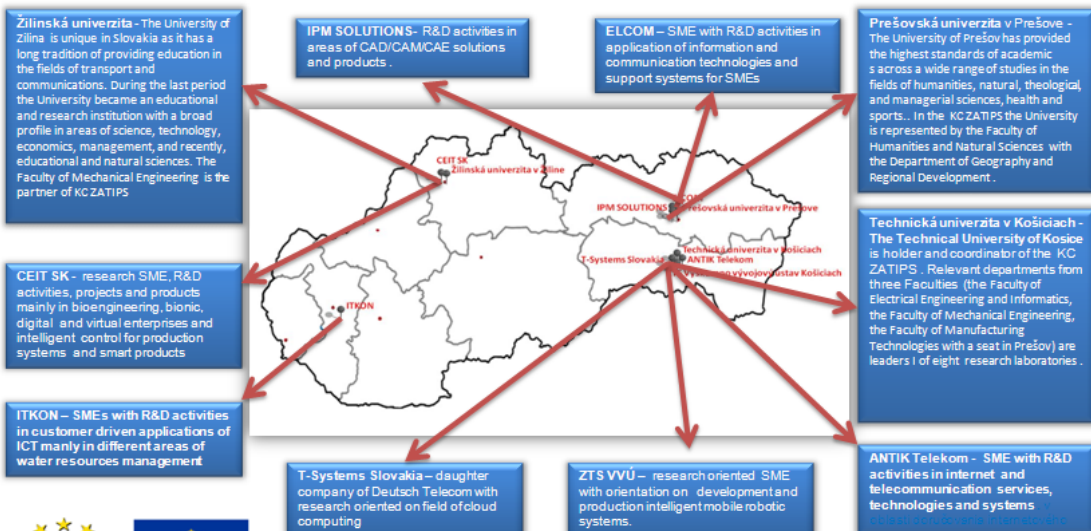 Žilinská univerzita - The University of
Zilina is unique in Slovakia as it has a
long tradition of providing education in
the fields of transport and
communications. During the last period
the University became an educational
and research institution with a broad
profile in areas of science, technology,
economics, management, and recently,
educational and natural sciences. The
Faculty of Mechanical Engineering is the
partner of KC ZATIPS
IPM SOLUTIONS- R&D activities in
areas of CAD/CAM/CAE solutions
and products .
ELCOM – SME with R&D activities in
application of information and
communication technologies and
support systems for SMEs
Prešovská univerzita v Prešove -
The University of Prešov has provided
the highest standards of academic
s across a wide range of studies in the
fields of humanities, natural, theological,
and managerial sciences, health and
sports.. In the KC ZATIPS the University
is represented by the Faculty of
Humanities and Natural Sciences with
the Department of Geography and
Regional Development .
CEIT SK
Žilinská univerzita v Žiline
IPM SOLUTIONS
Prešovská univerzita v Prešove
Technická univerzita v Košiciach
T-Systems Slovakia
ANTIK Telekom
vývojový ústav Košiciach
ITKON
CEIT SK - research SME, R&D
activities, projects and products
mainly in bioengineering, bionic,
digital and virtual enterprises and
intelligent control for production
systems and smart products
Technická univerzita v Košiciach -
The Technical University of Kosice
is holder and coordinator of the KC
ZATIPS . Relevant departments from
three Faculties (the Faculty of
Electrical Engineering and Informatics,
the Faculty of Mechanical Engineering,
the Faculty of Manufacturing
Technologies with a seat in Prešov) are
leaders I of eight research laboratories .
ITKON – SMEs with R&D activities
in customer driven applications of
ICT manly in different areas of
water resources management
T-Systems Slovakia – daughter
company of Deutsch Telecom with
research oriented on field of cloud
computing
ZTS VVÚ – research oriented SME
with orientation on development and
production intelligent mobile robotic
systems.
ANTIK Telekom - SME with R&D
activities in internet and
telecommunication services,
technologies and systems